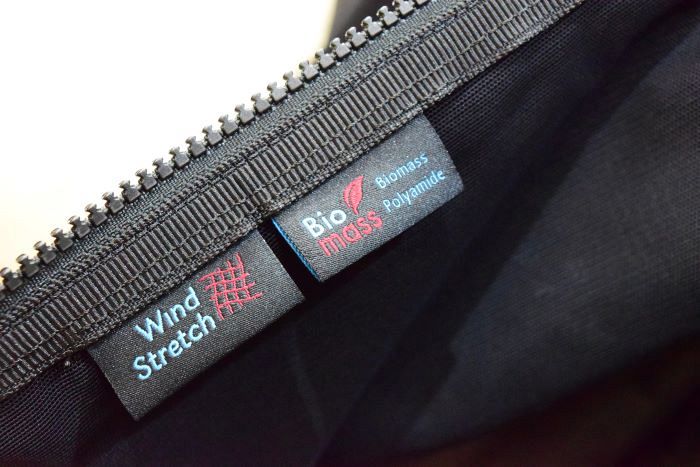 Wind
Stretch
Bio
mass
Biomass
Polyamide